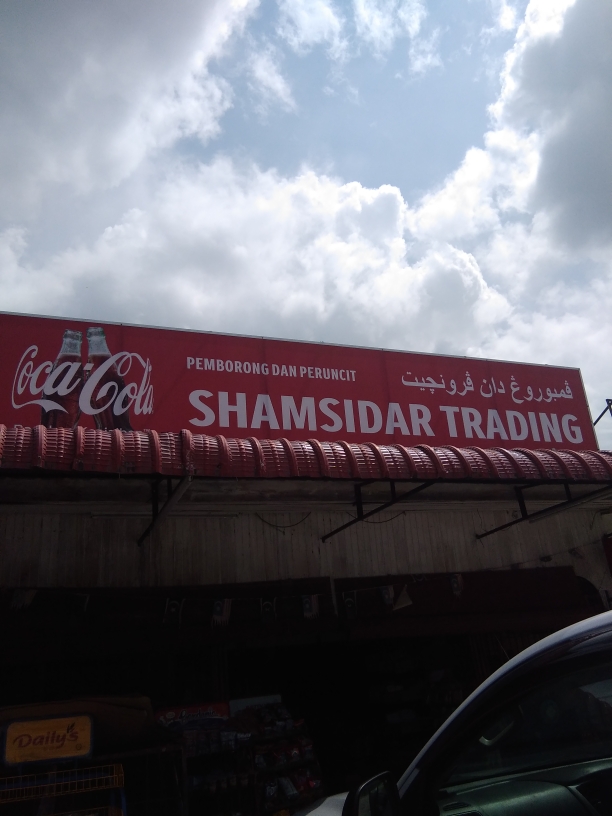 Coca-Cola
PEMBORONG DAN PERUNCIT
ڤمبوروڠ دان ڤرونچيت
SHAMSIDAR TRADING
Daily's